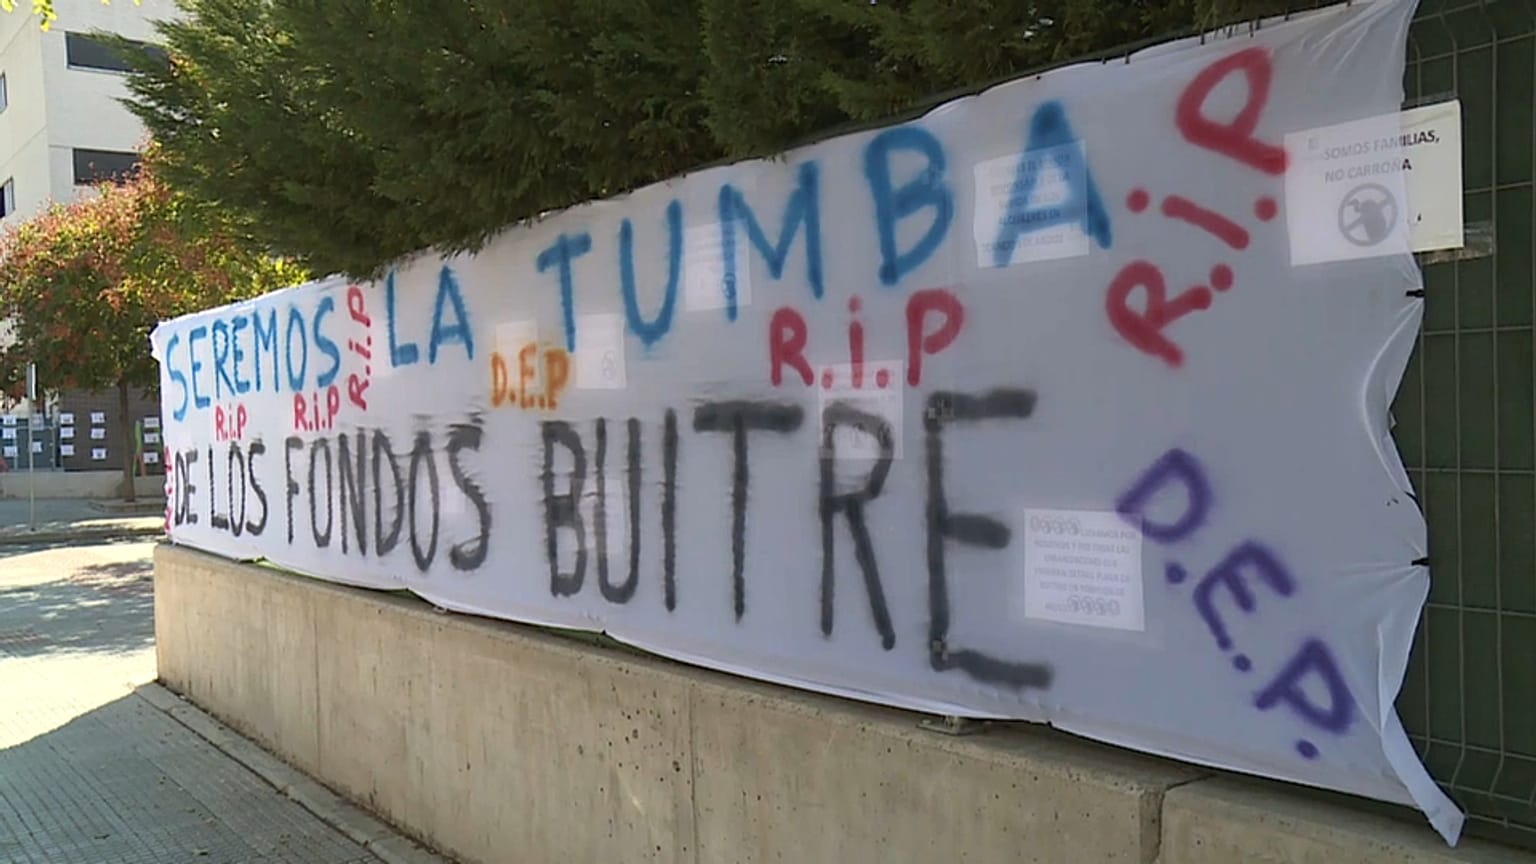 SEREMOS LA TUMBA
DE LOS FONDOS BUITRE
R.i.P
R.i.P
R.i.P
D.E.P
R.i.P
R.i.P
D.E.P.
SOMOS FAMILIAS,
NO CARROÑA